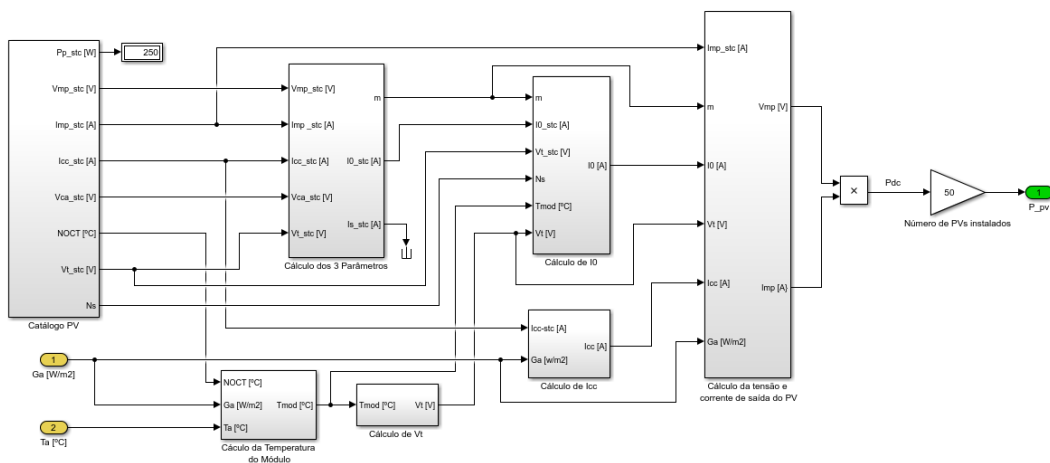 Pp_stc [W]
250
Vmp_stc [V]
Imp_stc [A]
Icc_stc [A]
Vca_stc [V]
NOCT [ºC]
Vt_stc [V]
Ns
Catálogo PV
1
Ga [W/m2]
2
Ta [ºC]
Vmp_stc [V]
Imp _stc [A]
Icc_stc [A]
Vca_stc [V]
Vt_stc [V]
m
I0_stc [A]
Is_stc [A]
Cálculo dos 3 Parâmetros
NOCT [ºC]
Ga [W/m2]
Ta [ºC]
Tmod [ºC]
Cáculo da Temperatura
do Módulo
Tmod [ºC]
Vt [V]
Cálculo de Vt
m
I0_stc [A]
Vt_stc [V]
Ns
Tmod [ºC]
Vt [V]
I0 [A]
Cálculo de I0
Icc-stc [A]
Ga [w/m2]
Icc [A]
Cálculo de Icc
Imp_stc [A]
m
I0 [A]
Vt [V]
Icc [A]
Ga [W/m2]
Vmp [V]
Imp [A}
Cálculo da tensão e
corrente de saída do PV
×
Pdc
50
Número de PVs instalados
1
P_pv